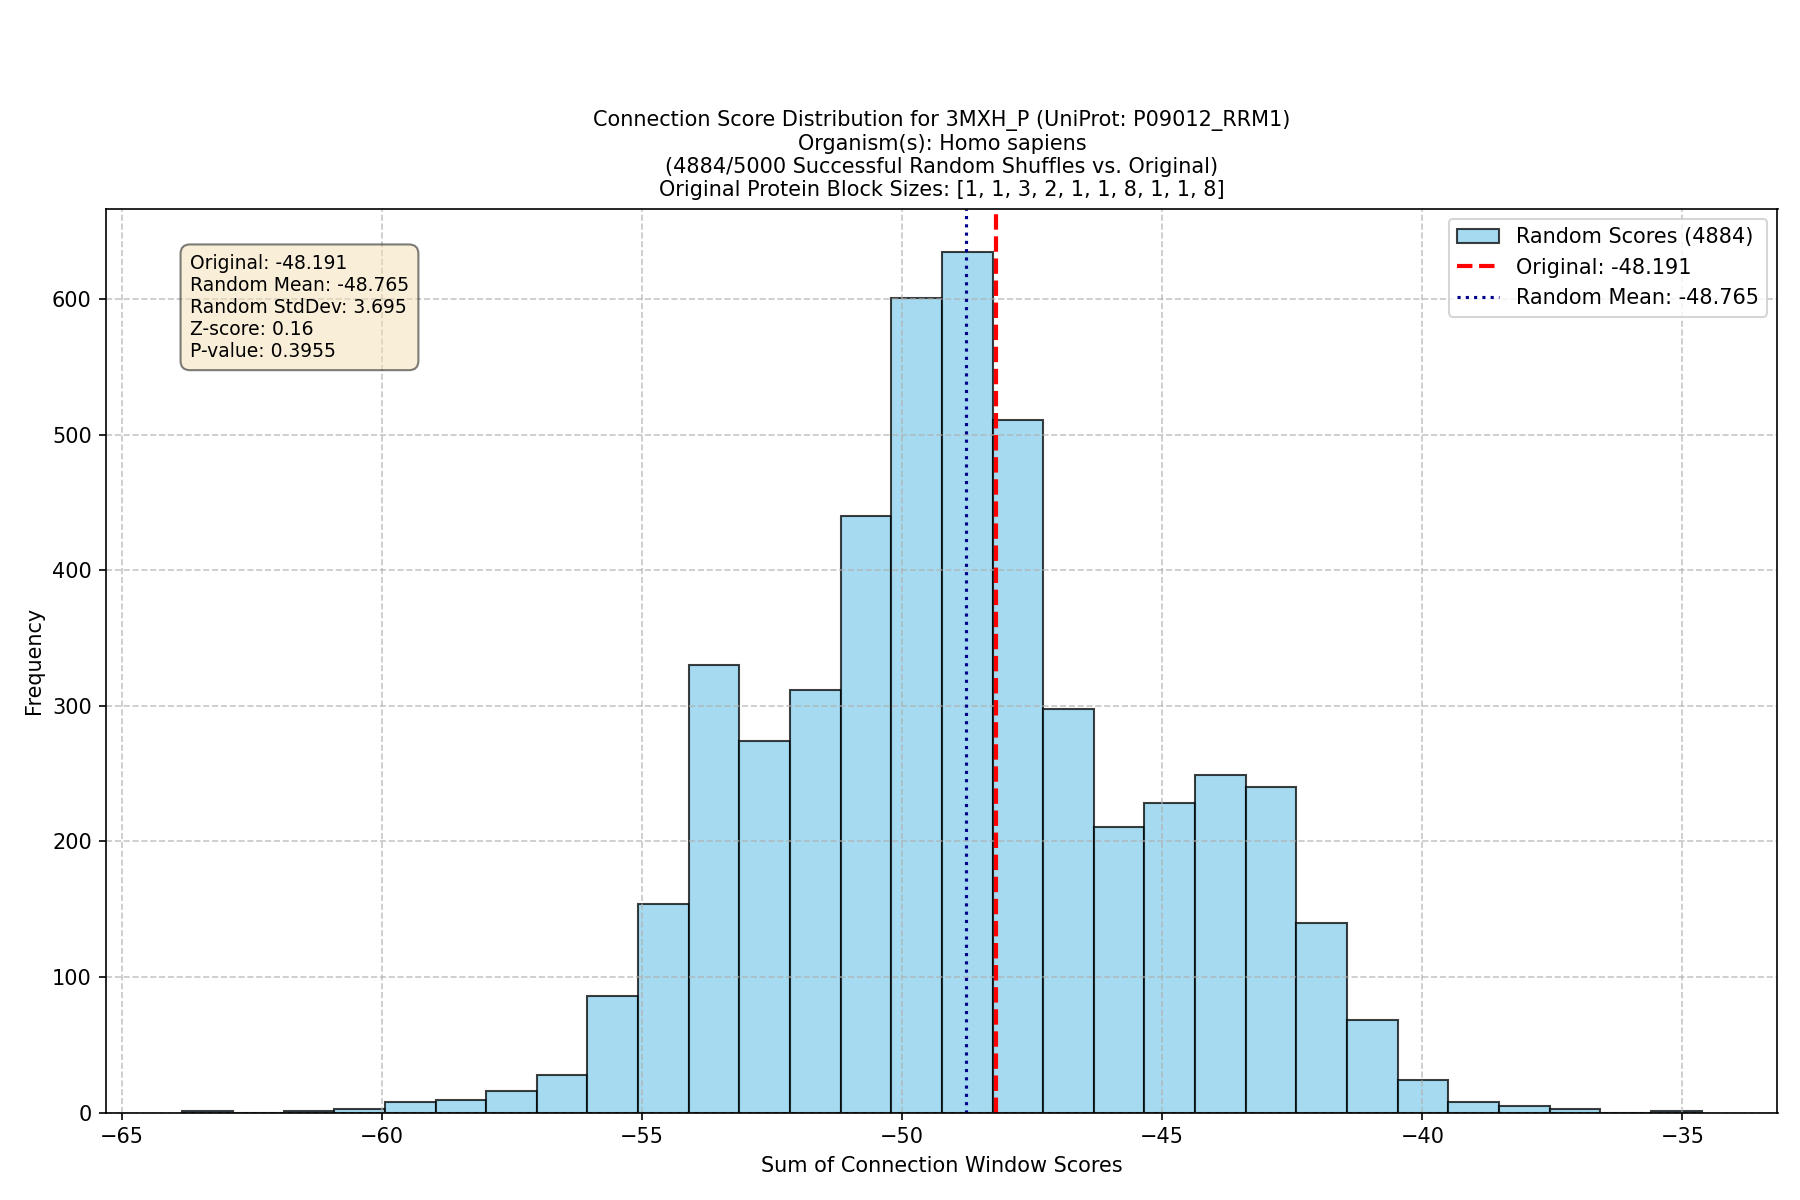 Connection Score Distribution for 3MXH_P (UniProt: P09012_RRM1)
Organism(s): Homo sapiens
(4884/5000 Successful Random Shuffles vs. Original)
Original Protein Block Sizes: [1, 1, 3, 2, 1, 1, 8, 1, 1, 8]
Original: -48.191
Random Mean: -48.765
Random StdDev: 3.695
Z-score: 0.16
P-value: 0.3955
Random Scores (4884)
Original: -48.191
Random Mean: -48.765
Frequency
600
500
400
300
200
100
0
−65 −60 −55 −50 −45 −40 −35
Sum of Connection Window Scores